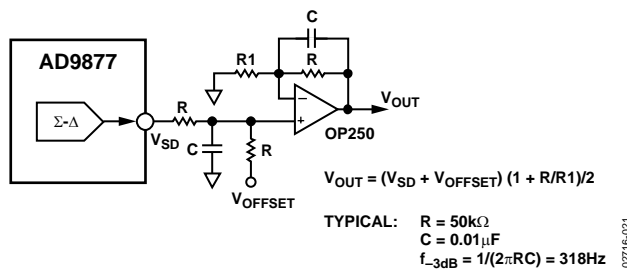 C
R1
R
AD9877
Σ-Δ
R
V_SD
C
R
−
+
OP250
V_OUT
V_OFFSET
V_OUT = (V_SD + V_OFFSET) (1 + R/R1)/2
TYPICAL: R = 50kΩ
C = 0.01μF
f_–3dB = 1/(2πRC) = 318Hz
02716-021